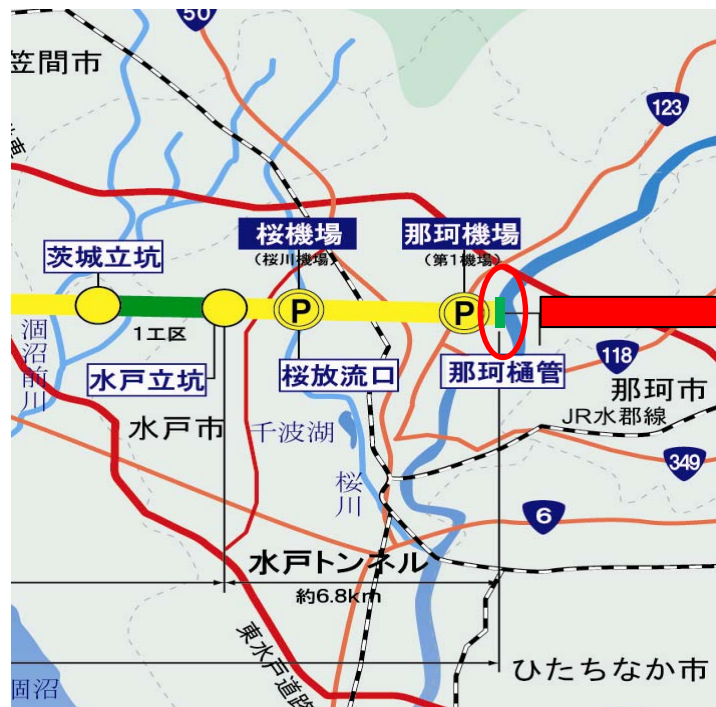 50
笠間市
123
桜機場
(桜川機場)
那珂機場
(第1機場)
茨城立坑
P
P
1工区
涸沼前川
水戸立坑
桜放流口
那珂樋管
118
那珂市
JR水郡線
水戸市
千波湖
桜川
349
6
水戸トンネル
約6.8km
東水戸道路
ひたちなか市
涸沼